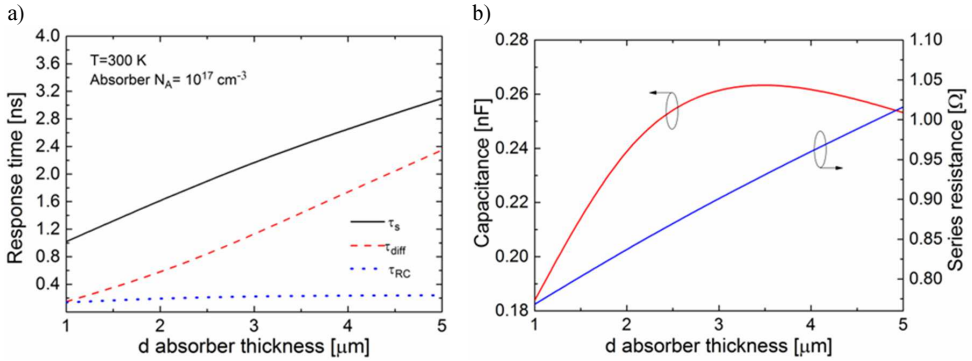 a)
Response time [ns]
4.0
3.6
3.2
2.8
2.4
2.0
1.6
1.2
0.8
0.4
T=300 K
Absorber N_A= 10^17 cm^-3
τ_s
τ_diff
τ_RC
1 2 3 4 5
d absorber thickness [μm]
b)
Capacitance [nF]
0.28
0.26
0.24
0.22
0.20
0.18
1.10
1.05
1.00
0.95
0.90
0.85
0.80
Series resistance [Ω]
1 2 3 4 5
d absorber thickness [μm]